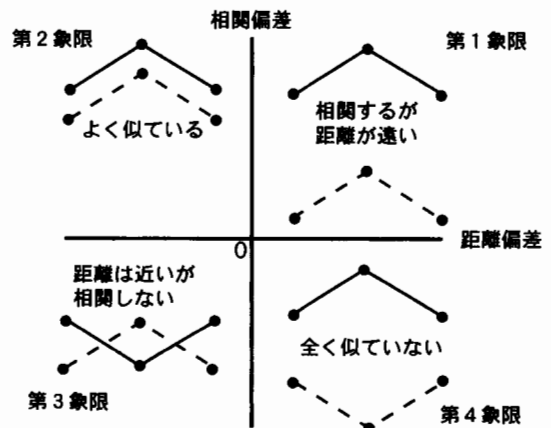 相関偏差
第2象限
第1象限
よく似ている
相関するが
距離が遠い
0
距離偏差
距離は近いが
相関しない
全く似ていない
第3象限
第4象限